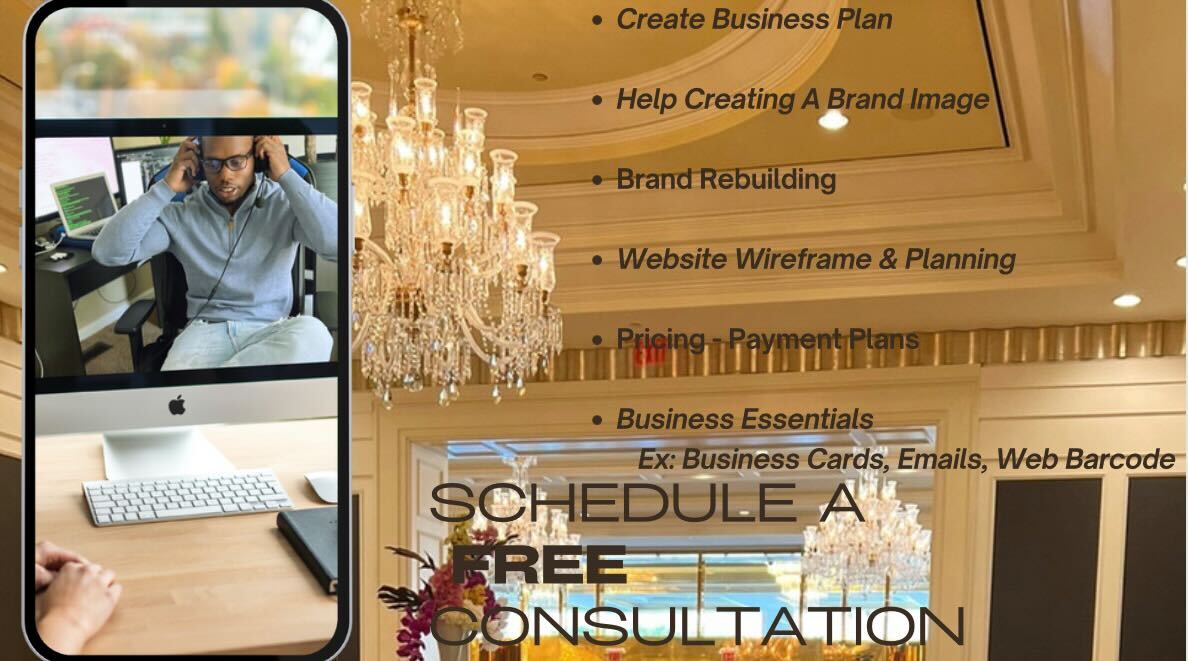 • Create Business Plan
• Help Creating A Brand Image
• Brand Rebuilding
• Website Wireframe & Planning
• Pricing - Payment Plans
EXIT
• Business Essentials
Ex: Business Cards, Emails, Web Barcode
SCHEDULE A
FREE
CONSULTATION